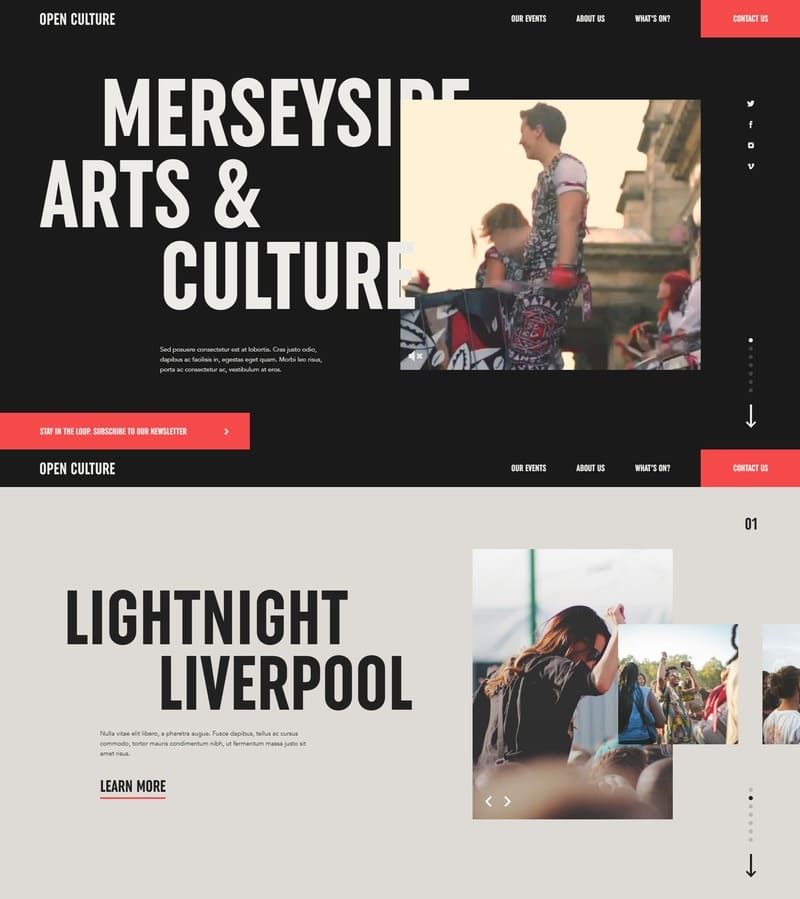 OPEN CULTURE
OUR EVENTS ABOUT US WHAT'S ON? CONTACT US
MERSEYSIDE
ARTS &
CULTURE
Sed posuere consectetur est at lobortis. Cras justo odio,
dapibus ac facilisis in, egestas eget quam. Morbi leo risus,
porta ac consectetur ac, vestibulum at eros.
STAY IN THE LOOP. SUBSCRIBE TO OUR NEWSLETTER
OPEN CULTURE
OUR EVENTS ABOUT US WHAT'S ON? CONTACT US
01
LIGHTNIGHT
LIVERPOOL
Nulla vitae elit libero, a pharetra augue. Fusce dapibus, tellus ac cursus
commodo, tortor mauris condimentum nibh, ut fermentum massa justo sit
amet risus.
LEARN MORE